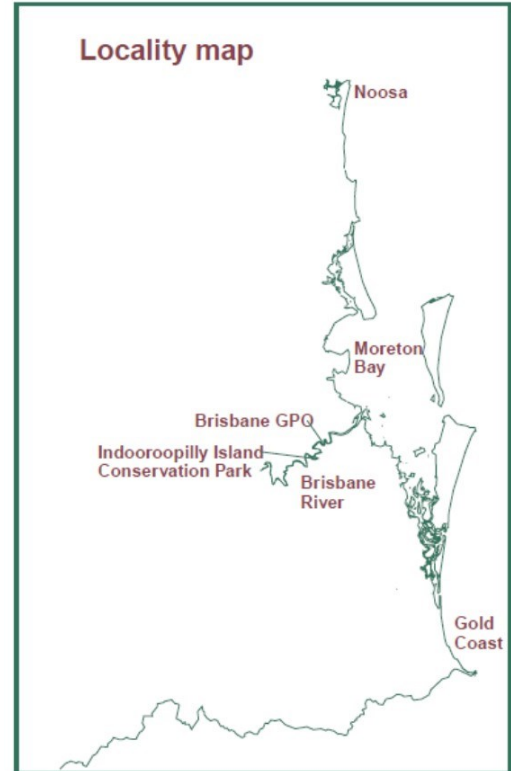 Locality map
Noosa
Moreton
Bay
Brisbane GPO
Indooroopilly Island
Conservation Park
Brisbane
River
Gold
Coast